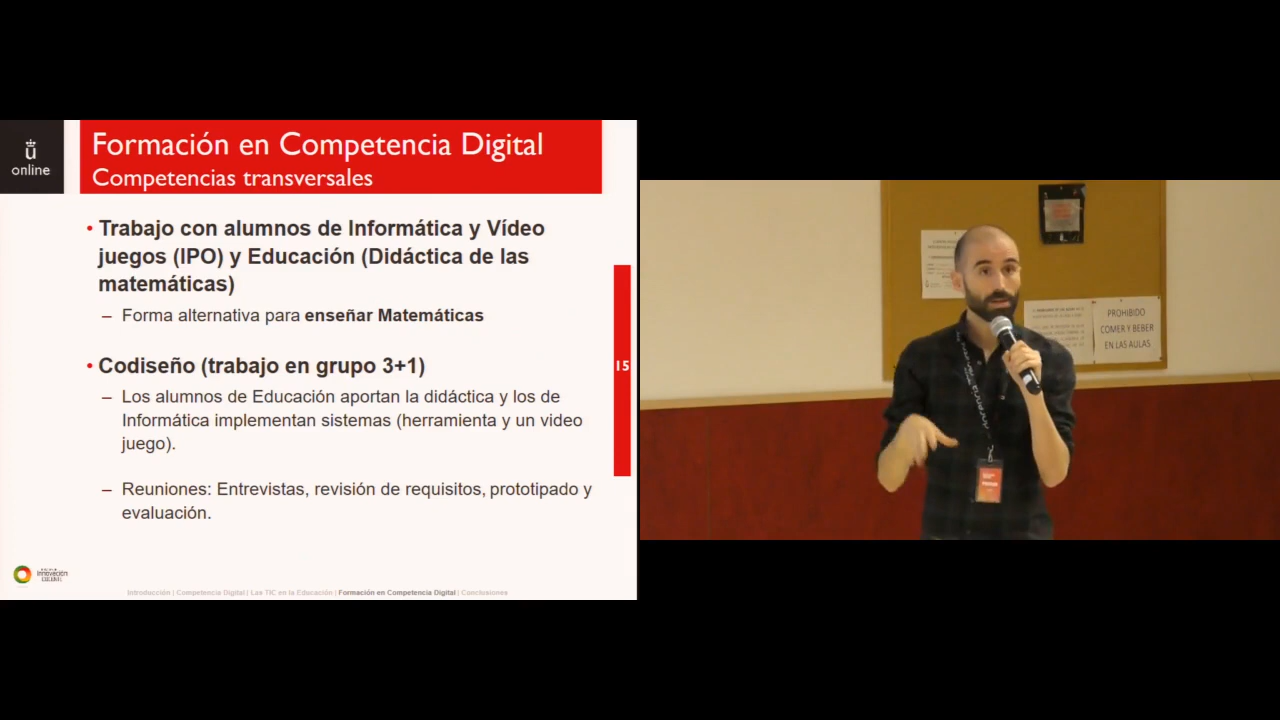 ü
online
Formación en Competencia Digital
Competencias transversales
• Trabajo con alumnos de Informática y Vídeo
juegos (IPO) y Educación (Didáctica de las
matemáticas)
– Forma alternativa para enseñar Matemáticas
• Codiseño (trabajo en grupo 3+1)
– Los alumnos de Educación aportan la didáctica y los de
Informática implementan sistemas (herramienta y un video
juego).
– Reuniones: Entrevistas, revisión de requisitos, prototipado y
evaluación.
15
innovación
Introducción | Competencia Digital | Las TIC en la Educación | Formación en Competencia Digital | Conclusiones
PROHIBIDO
COMER Y BEBER
EN LAS AULAS